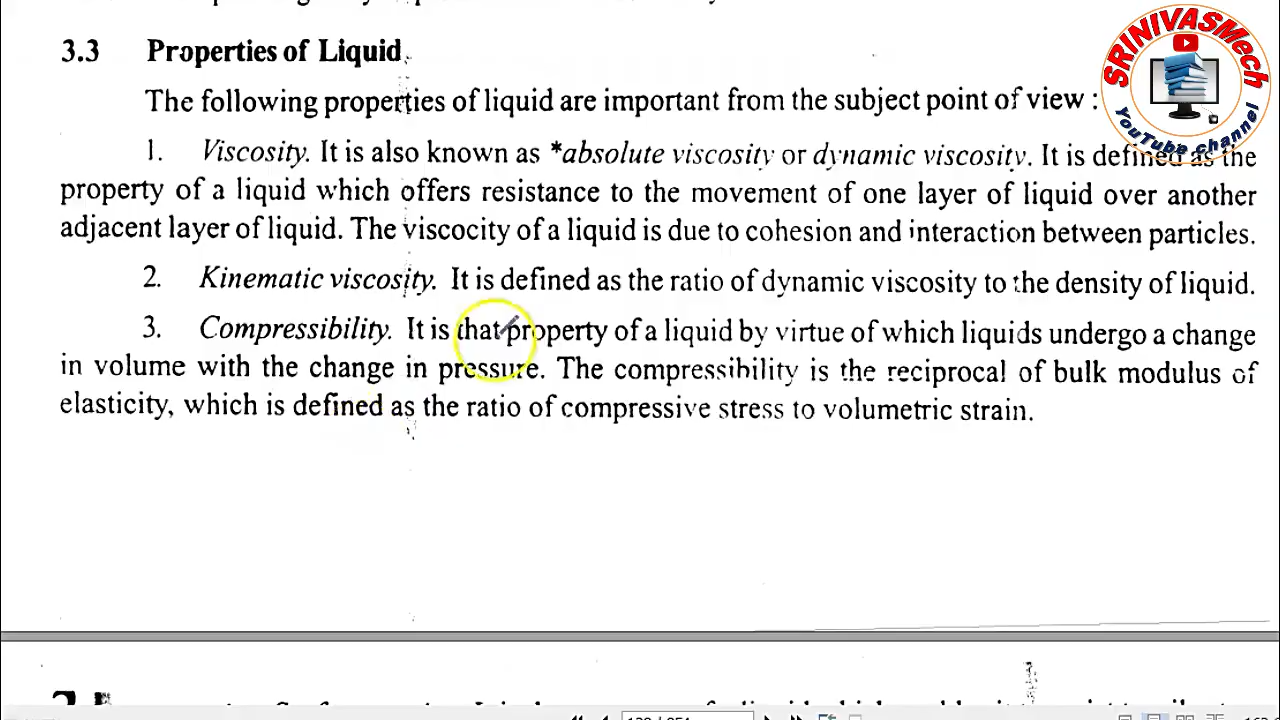 3.3 Properties of Liquid
The following properties of liquid are important from the subject point of view :
1. Viscosity. It is also known as *absolute viscosity or dynamic viscosity. It is defined as the
property of a liquid which offers resistance to the movement of one layer of liquid over another
adjacent layer of liquid. The viscocity of a liquid is due to cohesion and interaction between particles.
2. Kinematic viscosity. It is defined as the ratio of dynamic viscosity to the density of liquid.
3. Compressibility. It is that property of a liquid by virtue of which liquids undergo a change
in volume with the change in pressure. The compressibility is the reciprocal of bulk modulus of
elasticity, which is defined as the ratio of compressive stress to volumetric strain.
SRINIVASMech
YouTube channel